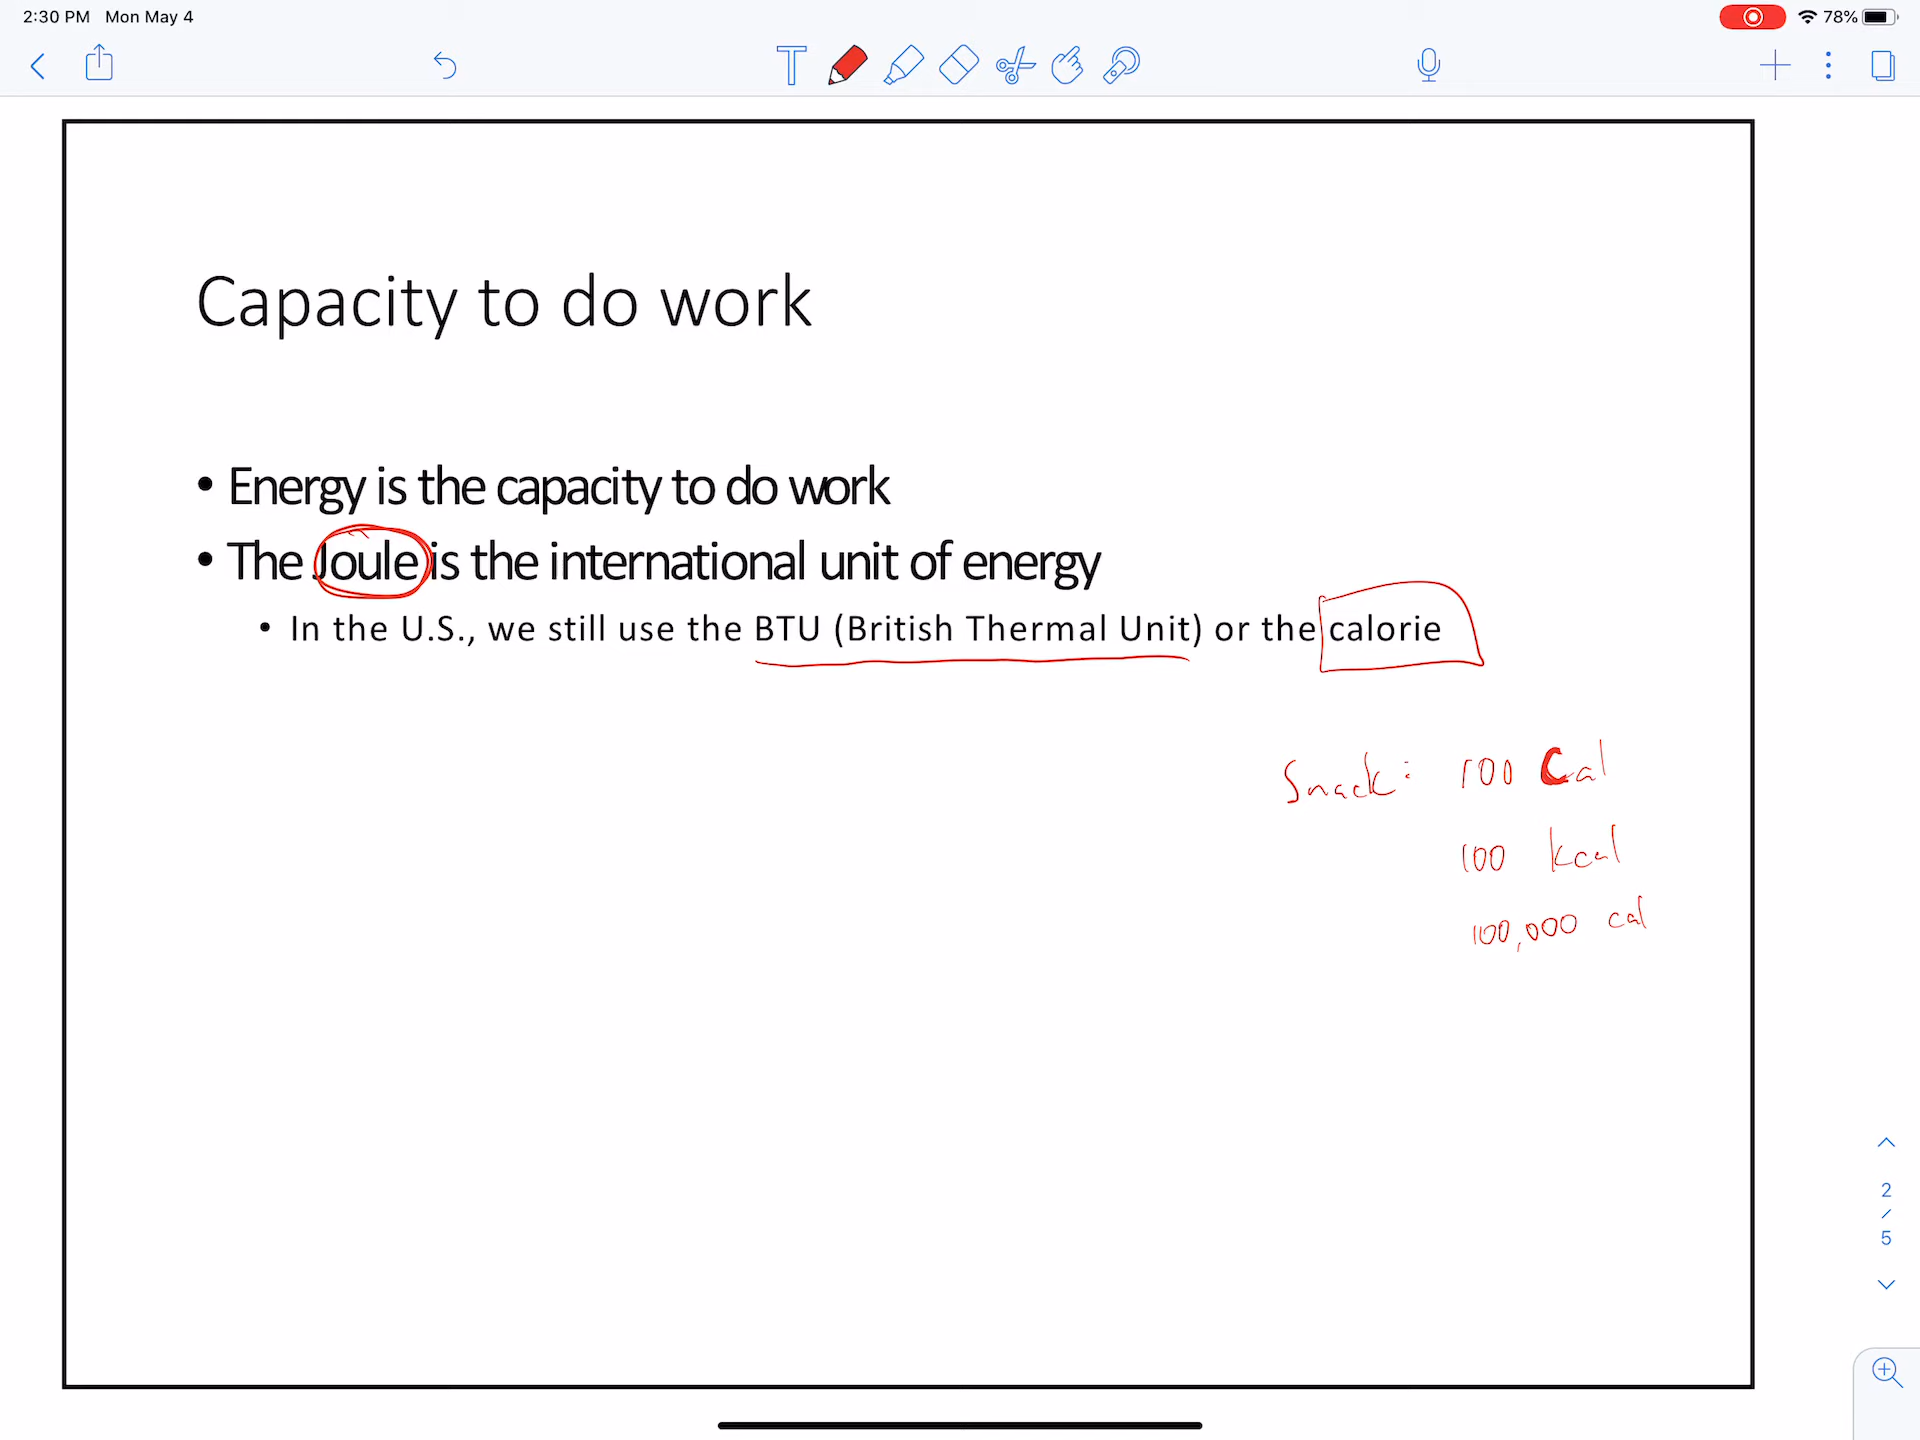 2:30 PM Mon May 4
78%
Capacity to do work
• Energy is the capacity to do work
• The Joule is the international unit of energy
• In the U.S., we still use the BTU (British Thermal Unit) or the calorie
Snack: 100 Cal
100 kcal
100,000 cal
2
/
5